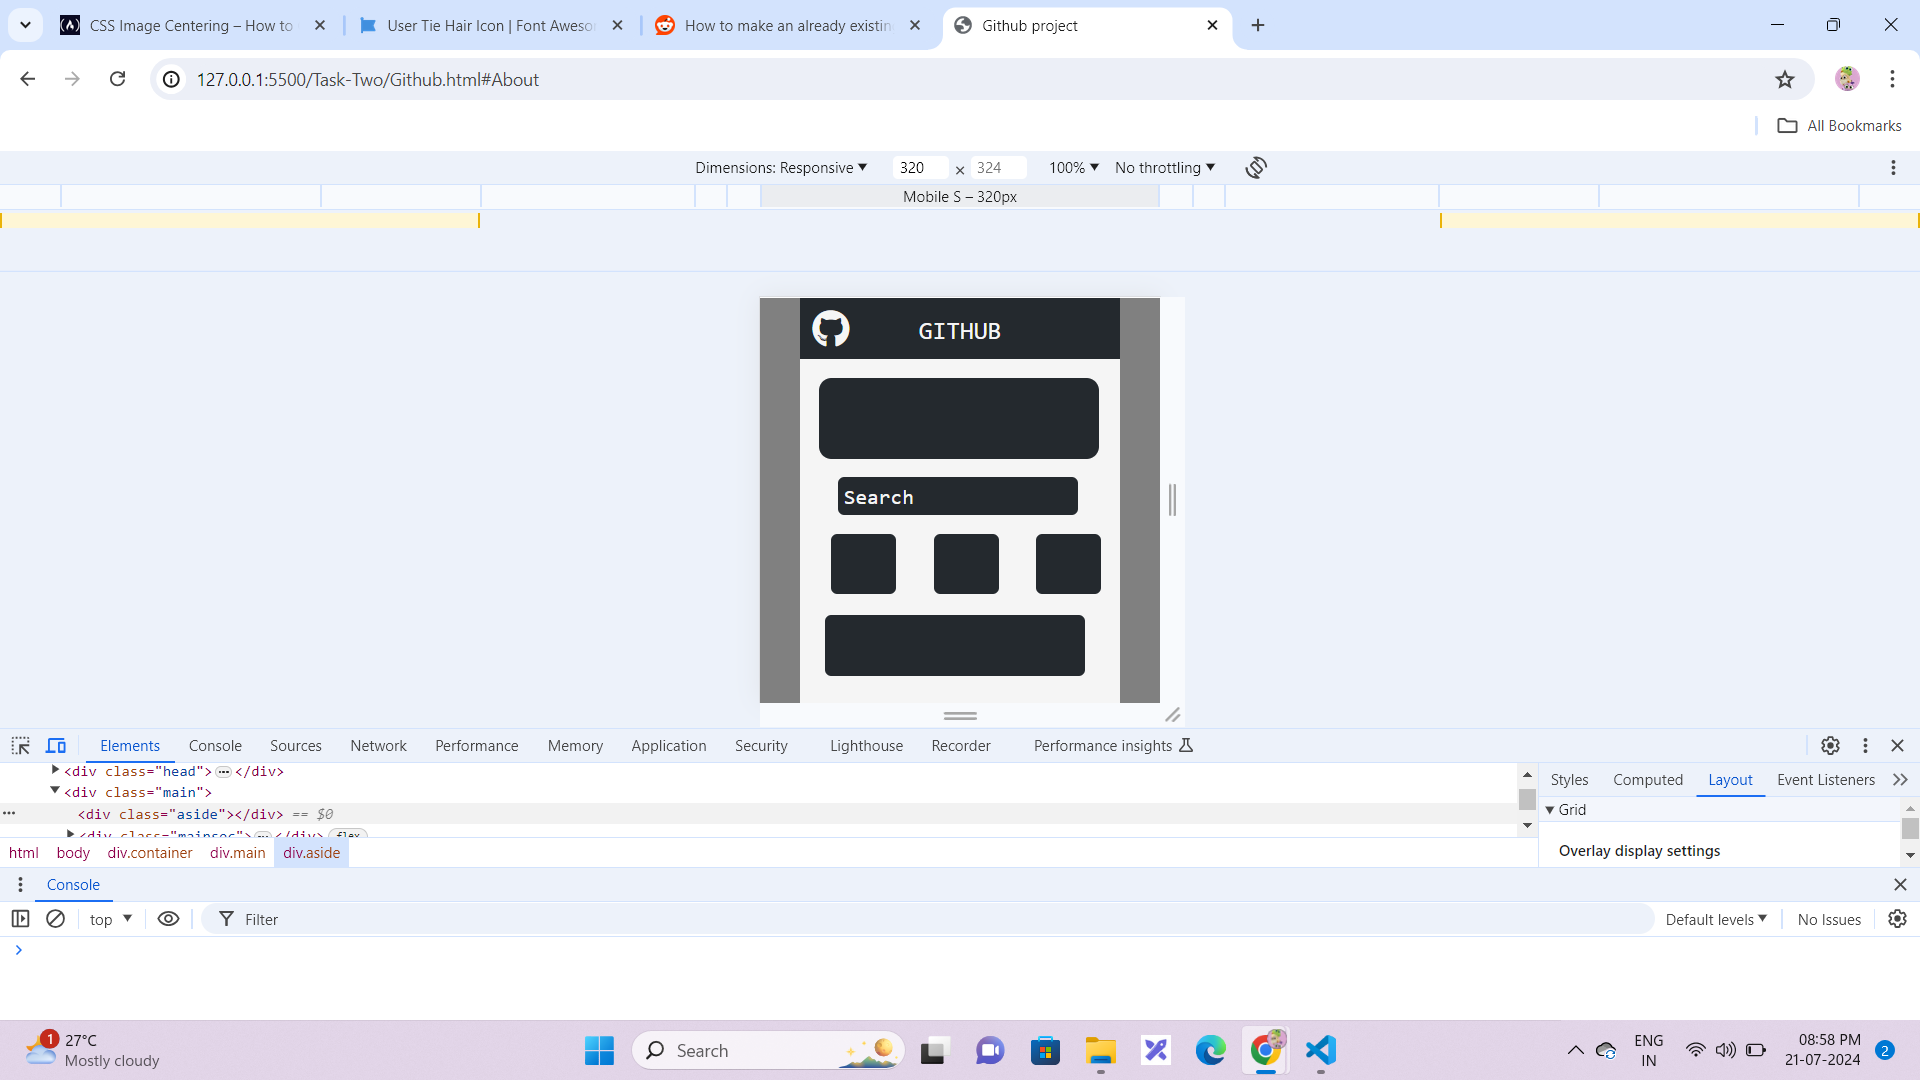 CSS Image Centering – How to
User Tie Hair Icon | Font Aweso
How to make an already existin
Github project
127.0.0.1:5500/Task-Two/Github.html#About
All Bookmarks
Dimensions: Responsive
320 × 324
100%
No throttling
Mobile S – 320px
GITHUB
Search
Elements Console Sources Network Performance Memory Application Security Lighthouse Recorder Performance insights
<div class="head">…</div>
<div class="main">
<div class="aside"></div> == $0
<div class="mainsec">…</div> flex
html body div.container div.main div.aside
Styles Computed Layout Event Listeners
Grid
Overlay display settings
Console
top
Filter
Default levels
No Issues
1
27°C
Mostly cloudy
Search
ENG
IN
08:58 PM
21-07-2024
2